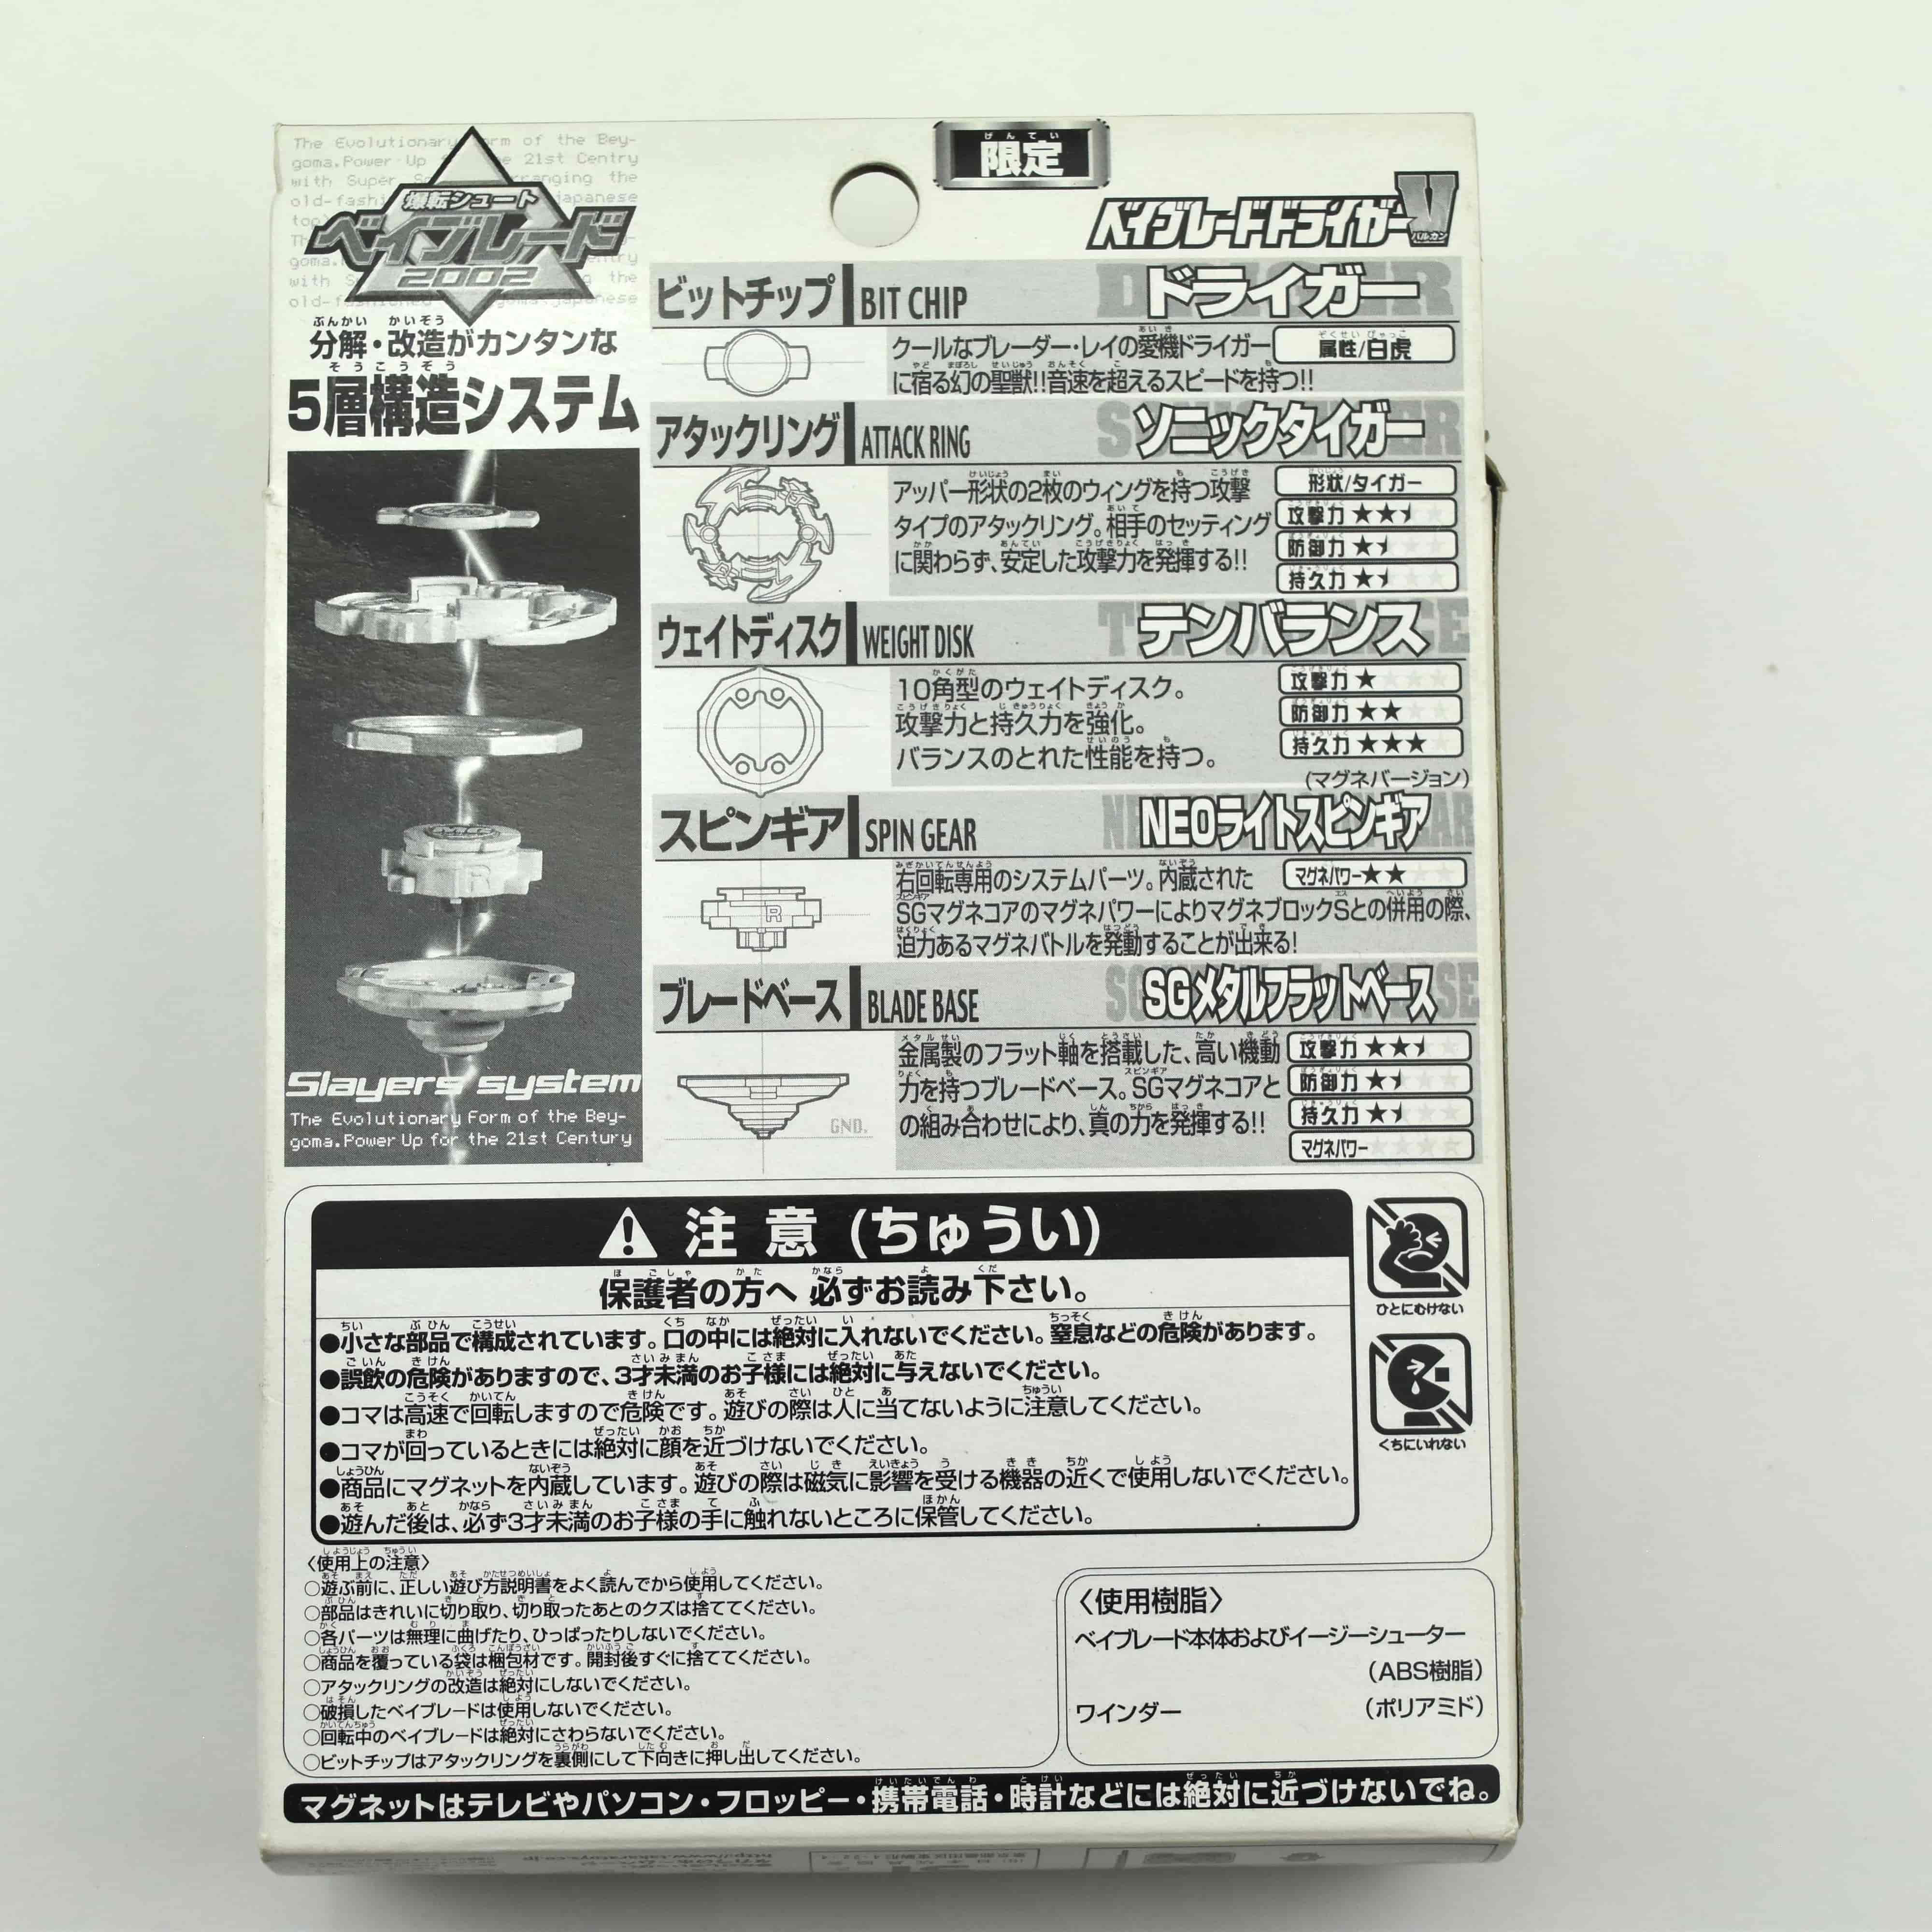 The Evolutionary Form of the Bey-
goma.Power Up for the 21st Centry
with Super
old-fashi japanese
爆転シュート
ベイブレード
2002
分解・改造がカンタンな
5層構造システム
Slayers system
The Evolutionary Form of the Bey-
goma.Power Up for the 21st Century
限定
ベイブレードドライガーV
バルカン
ビットチップ BIT CHIP ドライガー
クールなブレーダー・レイの愛機ドライガー
に宿る幻の聖獣!!音速を超えるスピードを持つ!!
属性/白虎
アタックリング ATTACK RING ソニックタイガー
アッパー形状の2枚のウィングを持つ攻撃
タイプのアタックリング。相手のセッティング
に関わらず、安定した攻撃力を発揮する!!
形状/タイガー
攻撃力★★
防御力★
持久力★
ウェイトディスク WEIGHT DISK テンバランス
10角型のウェイトディスク。
攻撃力と持久力を強化。
バランスのとれた性能を持つ。
攻撃力★
防御力★★
持久力★★★
(マグネバージョン)
スピンギア SPIN GEAR NEOライトスピンギア
右回転専用のシステムパーツ。内蔵された
SGマグネコアのマグネパワーによりマグネブロックSとの併用の際、
迫力あるマグネバトルを発動することが出来る!
マグネパワー★★
R
ブレードベース BLADE BASE SGメタルフラットベース
金属製のフラット軸を搭載した、高い機動
力を持つブレードベース。SGマグネコアと
の組み合わせにより、真の力を発揮する!!
GND.
攻撃力★★
防御力★
持久力★
マグネパワー
注意(ちゅうい)
保護者の方へ 必ずお読み下さい。
●小さな部品で構成されています。口の中には絶対に入れないでください。窒息などの危険があります。
●誤飲の危険がありますので、3才未満のお子様には絶対に与えないでください。
●コマは高速で回転しますので危険です。遊びの際は人に当てないように注意してください。
●コマが回っているときには絶対に顔を近づけないでください。
●商品にマグネットを内蔵しています。遊びの際は磁気に影響を受ける機器の近くで使用しないでください。
●遊んだ後は、必ず3才未満のお子様の手に触れないところに保管してください。
ひとにむけない
くちにいれない
〈使用上の注意〉
○遊ぶ前に、正しい遊び方説明書をよく読んでから使用してください。
○部品はきれいに切り取り、切り取ったあとのクズは捨ててください。
○各パーツは無理に曲げたり、ひっぱったりしないでください。
○商品を覆っている袋は梱包材です。開封後すぐに捨ててください。
○アタックリングの改造は絶対にしないでください。
○破損したベイブレードは使用しないでください。
○回転中のベイブレードは絶対にさわらないでください。
○ビットチップはアタックリングを裏側にして下向きに押し出してください。
〈使用樹脂〉
ベイブレード本体およびイージーシューター
(ABS樹脂)
ワインダー (ポリアミド)
マグネットはテレビやパソコン・フロッピー・携帯電話・時計などには絶対に近づけないでね。